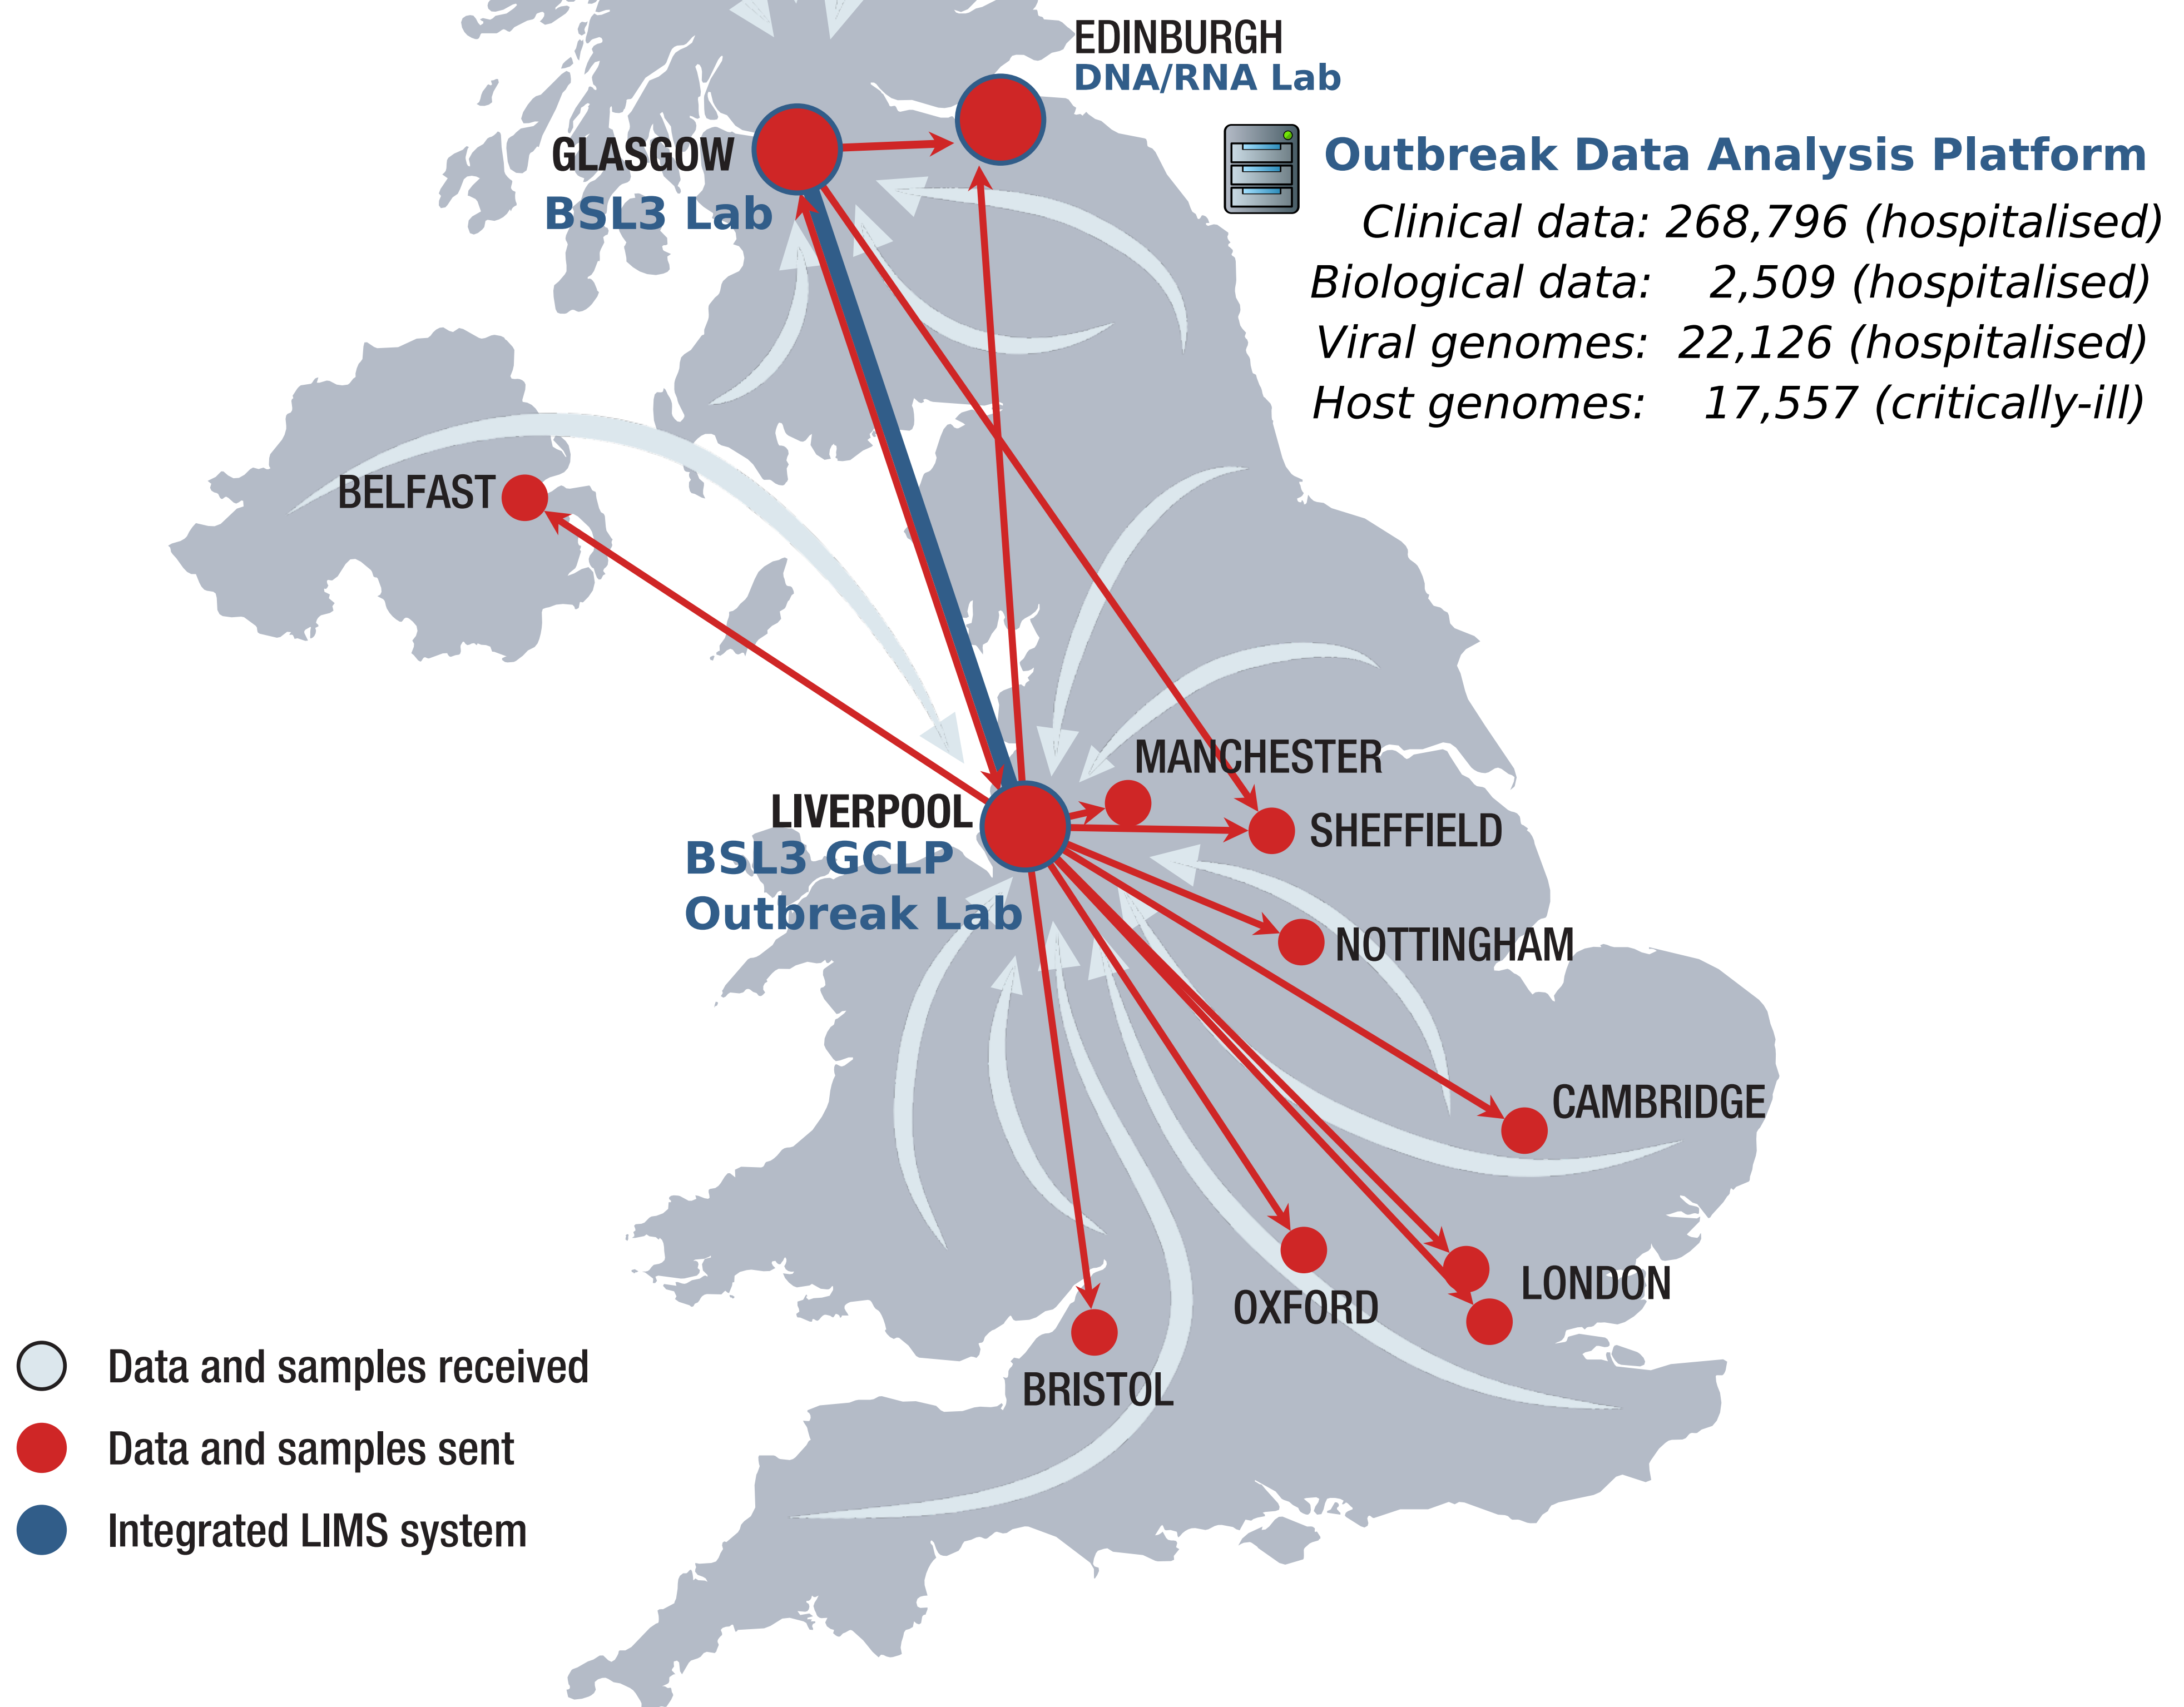 EDINBURGH
DNA/RNA Lab
GLASGOW
BSL3 Lab
Outbreak Data Analysis Platform
Clinical data: 268,796 (hospitalised)
Biological data: 2,509 (hospitalised)
Viral genomes: 22,126 (hospitalised)
Host genomes: 17,557 (critically-ill)
BELFAST
MANCHESTER
LIVERPOOL
BSL3 GCLP
Outbreak Lab
SHEFFIELD
NOTTINGHAM
CAMBRIDGE
LONDON
OXFORD
BRISTOL
Data and samples received
Data and samples sent
Integrated LIMS system